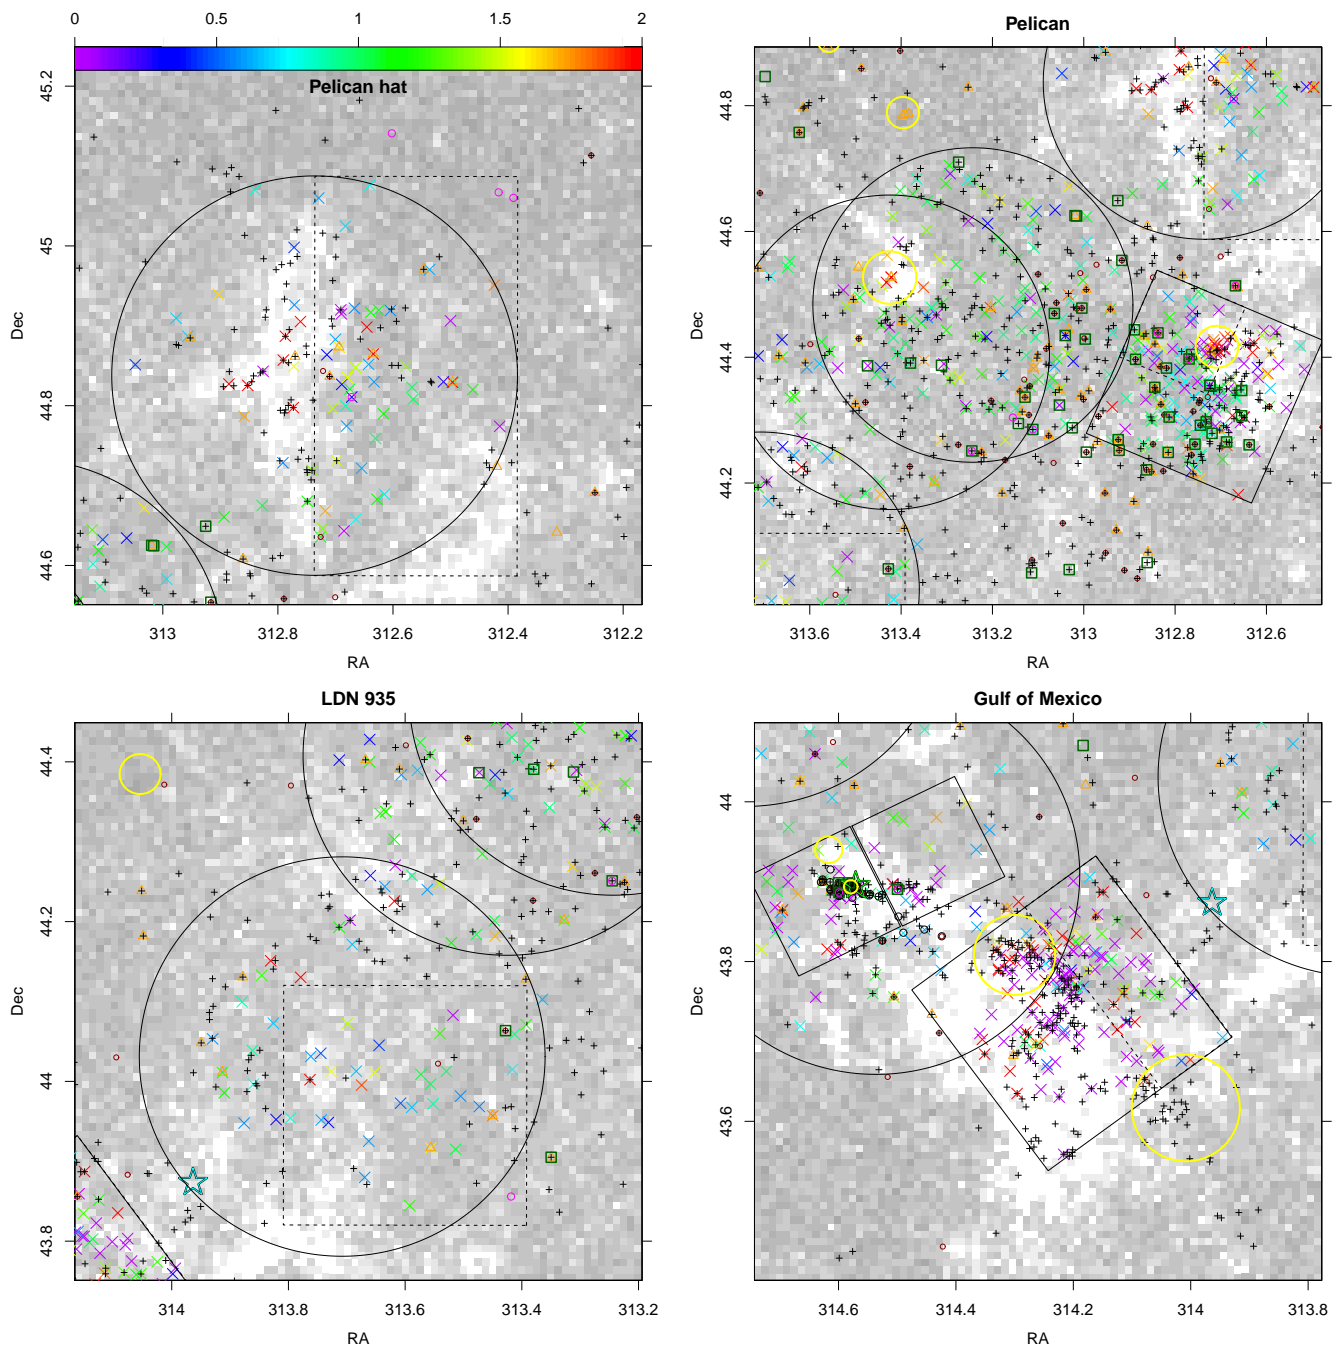 0 0.5 1 1.5 2
Pelican hat
45.2
45
44.8
44.6
Dec
313 312.8 312.6 312.4 312.2
RA
Pelican
44.8
44.6
44.4
44.2
Dec
313.6 313.4 313.2 313 312.8 312.6
RA
LDN 935
44.4
44.2
44
43.8
Dec
314 313.8 313.6 313.4 313.2
RA
Gulf of Mexico
44
43.8
43.6
Dec
314.6 314.4 314.2 314 313.8
RA